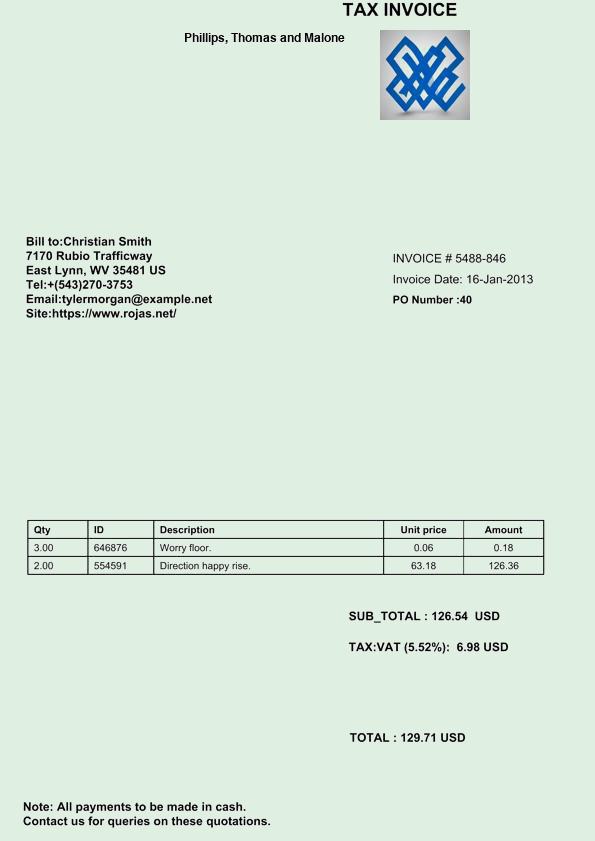 TAX INVOICE
Phillips, Thomas and Malone
Bill to:Christian Smith
7170 Rubio Trafficway
East Lynn, WV 35481 US
Tel:+(543)270-3753
Email:tylermorgan@example.net
Site:https://www.rojas.net/
INVOICE # 5488-846
Invoice Date: 16-Jan-2013
PO Number :40
Qty ID Description Unit price Amount
3.00 646876 Worry floor. 0.06 0.18
2.00 554591 Direction happy rise. 63.18 126.36
SUB_TOTAL : 126.54 USD
TAX:VAT (5.52%): 6.98 USD
TOTAL : 129.71 USD
Note: All payments to be made in cash.
Contact us for queries on these quotations.